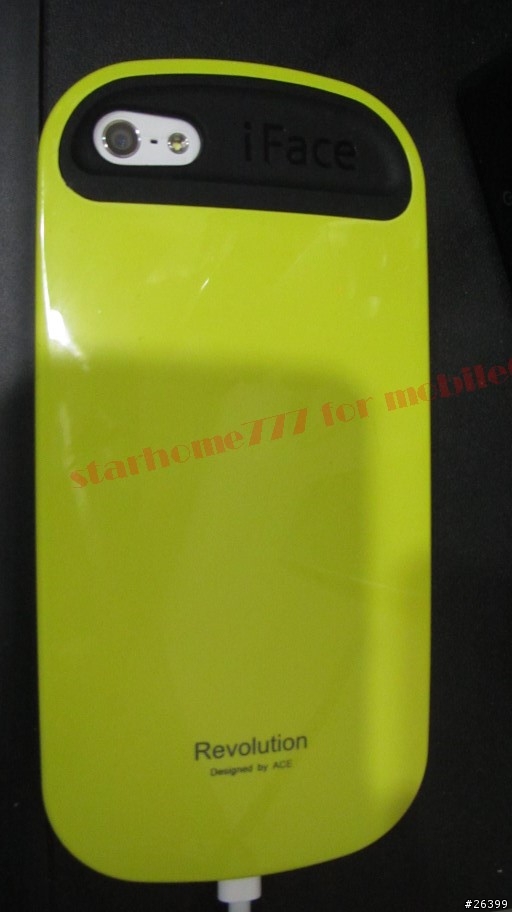 iFace
starhome777 for mobile
Revolution
Designed by ACE
#26399